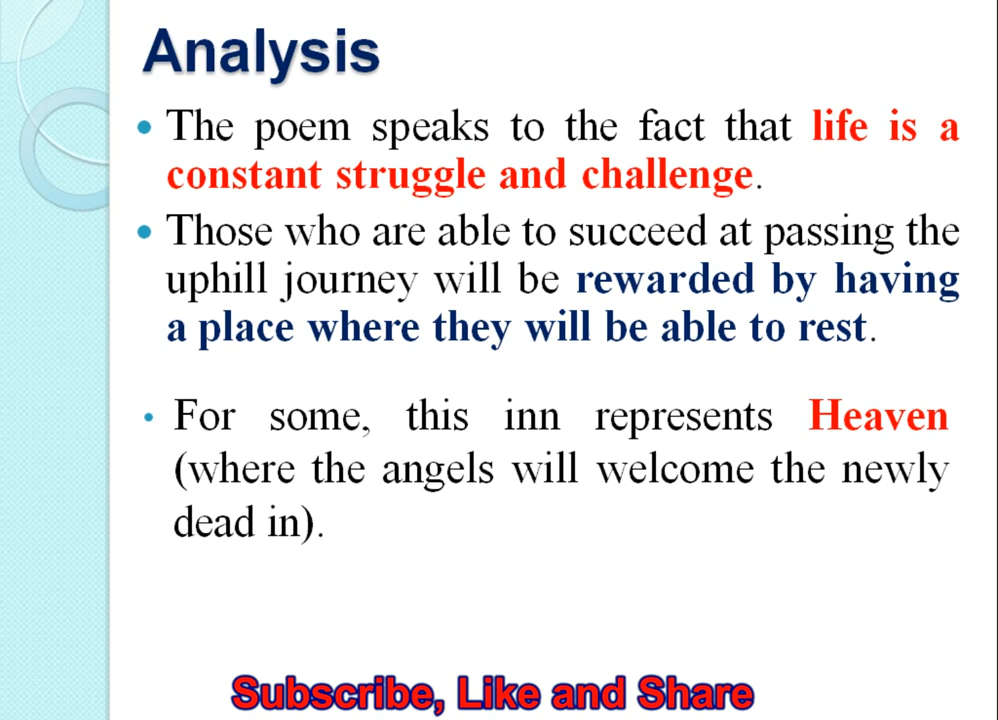 Analysis
• The poem speaks to the fact that life is a
constant struggle and challenge.
• Those who are able to succeed at passing the
uphill journey will be rewarded by having
a place where they will be able to rest.
• For some, this inn represents Heaven
(where the angels will welcome the newly
dead in).
Subscribe, Like and Share